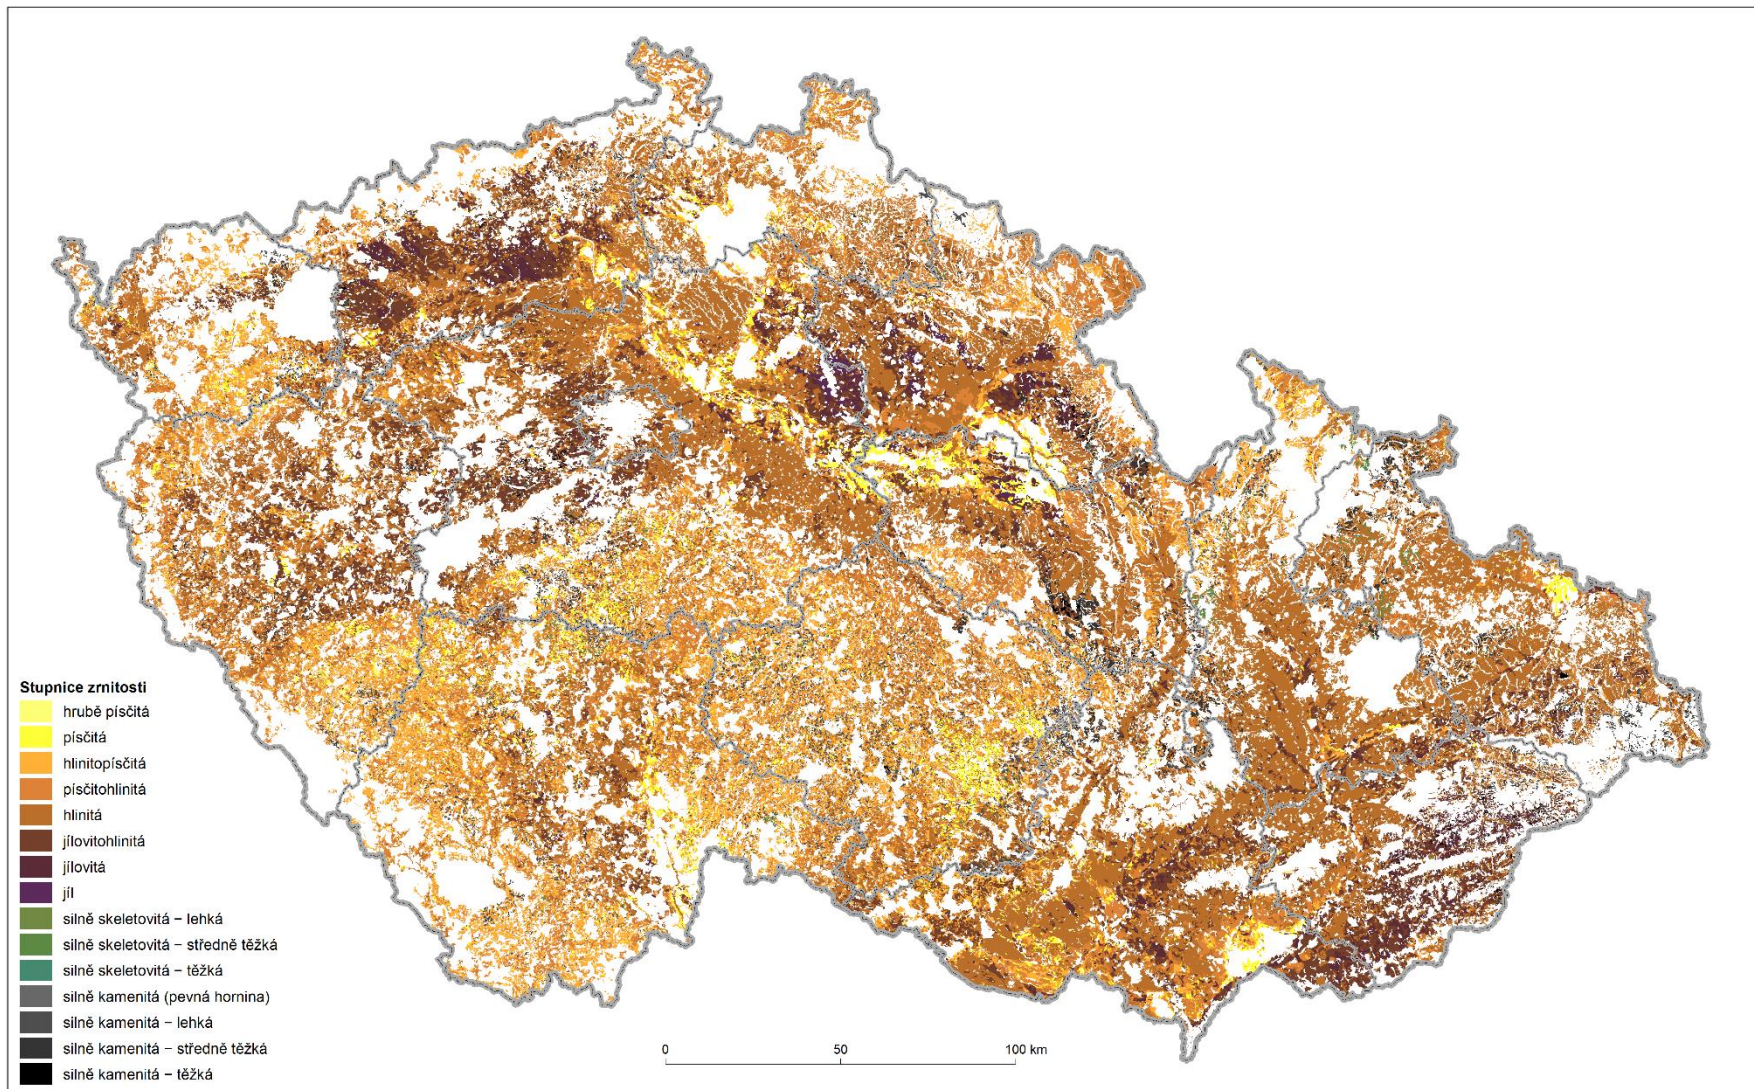 Stupnice zrnitosti
hrubě písčitá
písčitá
hlinitopísčitá
písčitohlinitá
hlinitá
jílovitohlinitá
jílovitá
jíl
silně skeletovitá – lehká
silně skeletovitá – středně těžká
silně skeletovitá – těžká
silně kamenitá (pevná hornina)
silně kamenitá – lehká
silně kamenitá – středně těžká
silně kamenitá – těžká
0 50 100 km